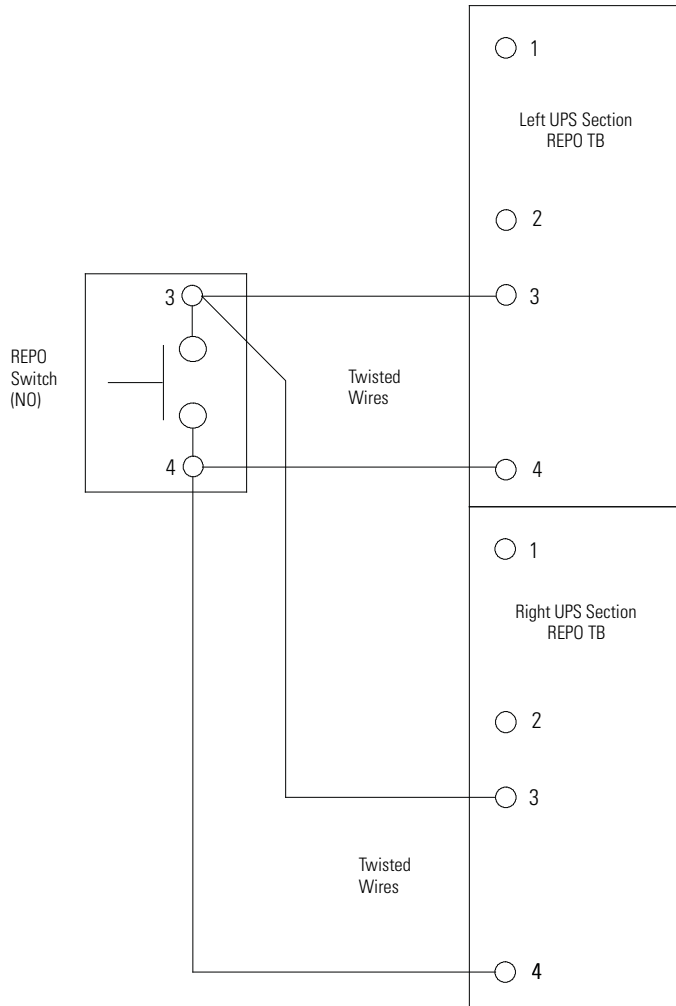 1
Left UPS Section
REPO TB
2
3
3
REPO
Switch
(NO)
Twisted
Wires
4
4
1
Right UPS Section
REPO TB
2
3
Twisted
Wires
4